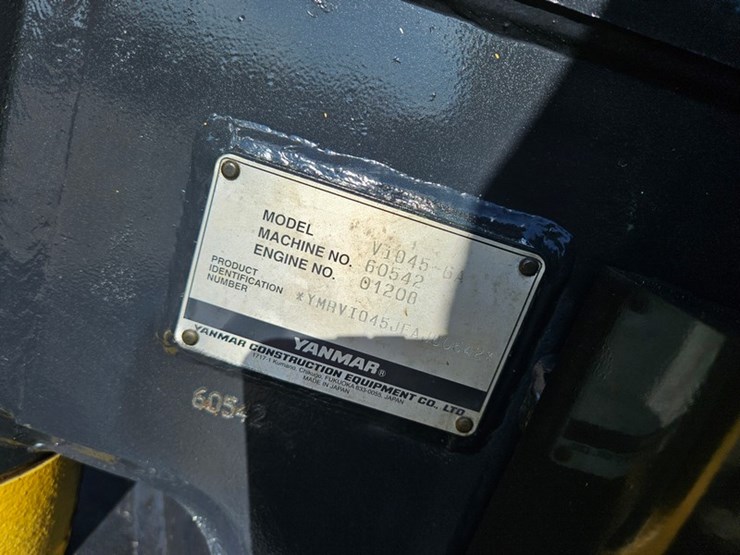 MODEL ViO45-6A
MACHINE NO. 60542
ENGINE NO. 01208
PRODUCT
IDENTIFICATION
NUMBER
YANMAR®
YANMAR CONSTRUCTION EQUIPMENT CO., LTD
MADE IN JAPAN
60542